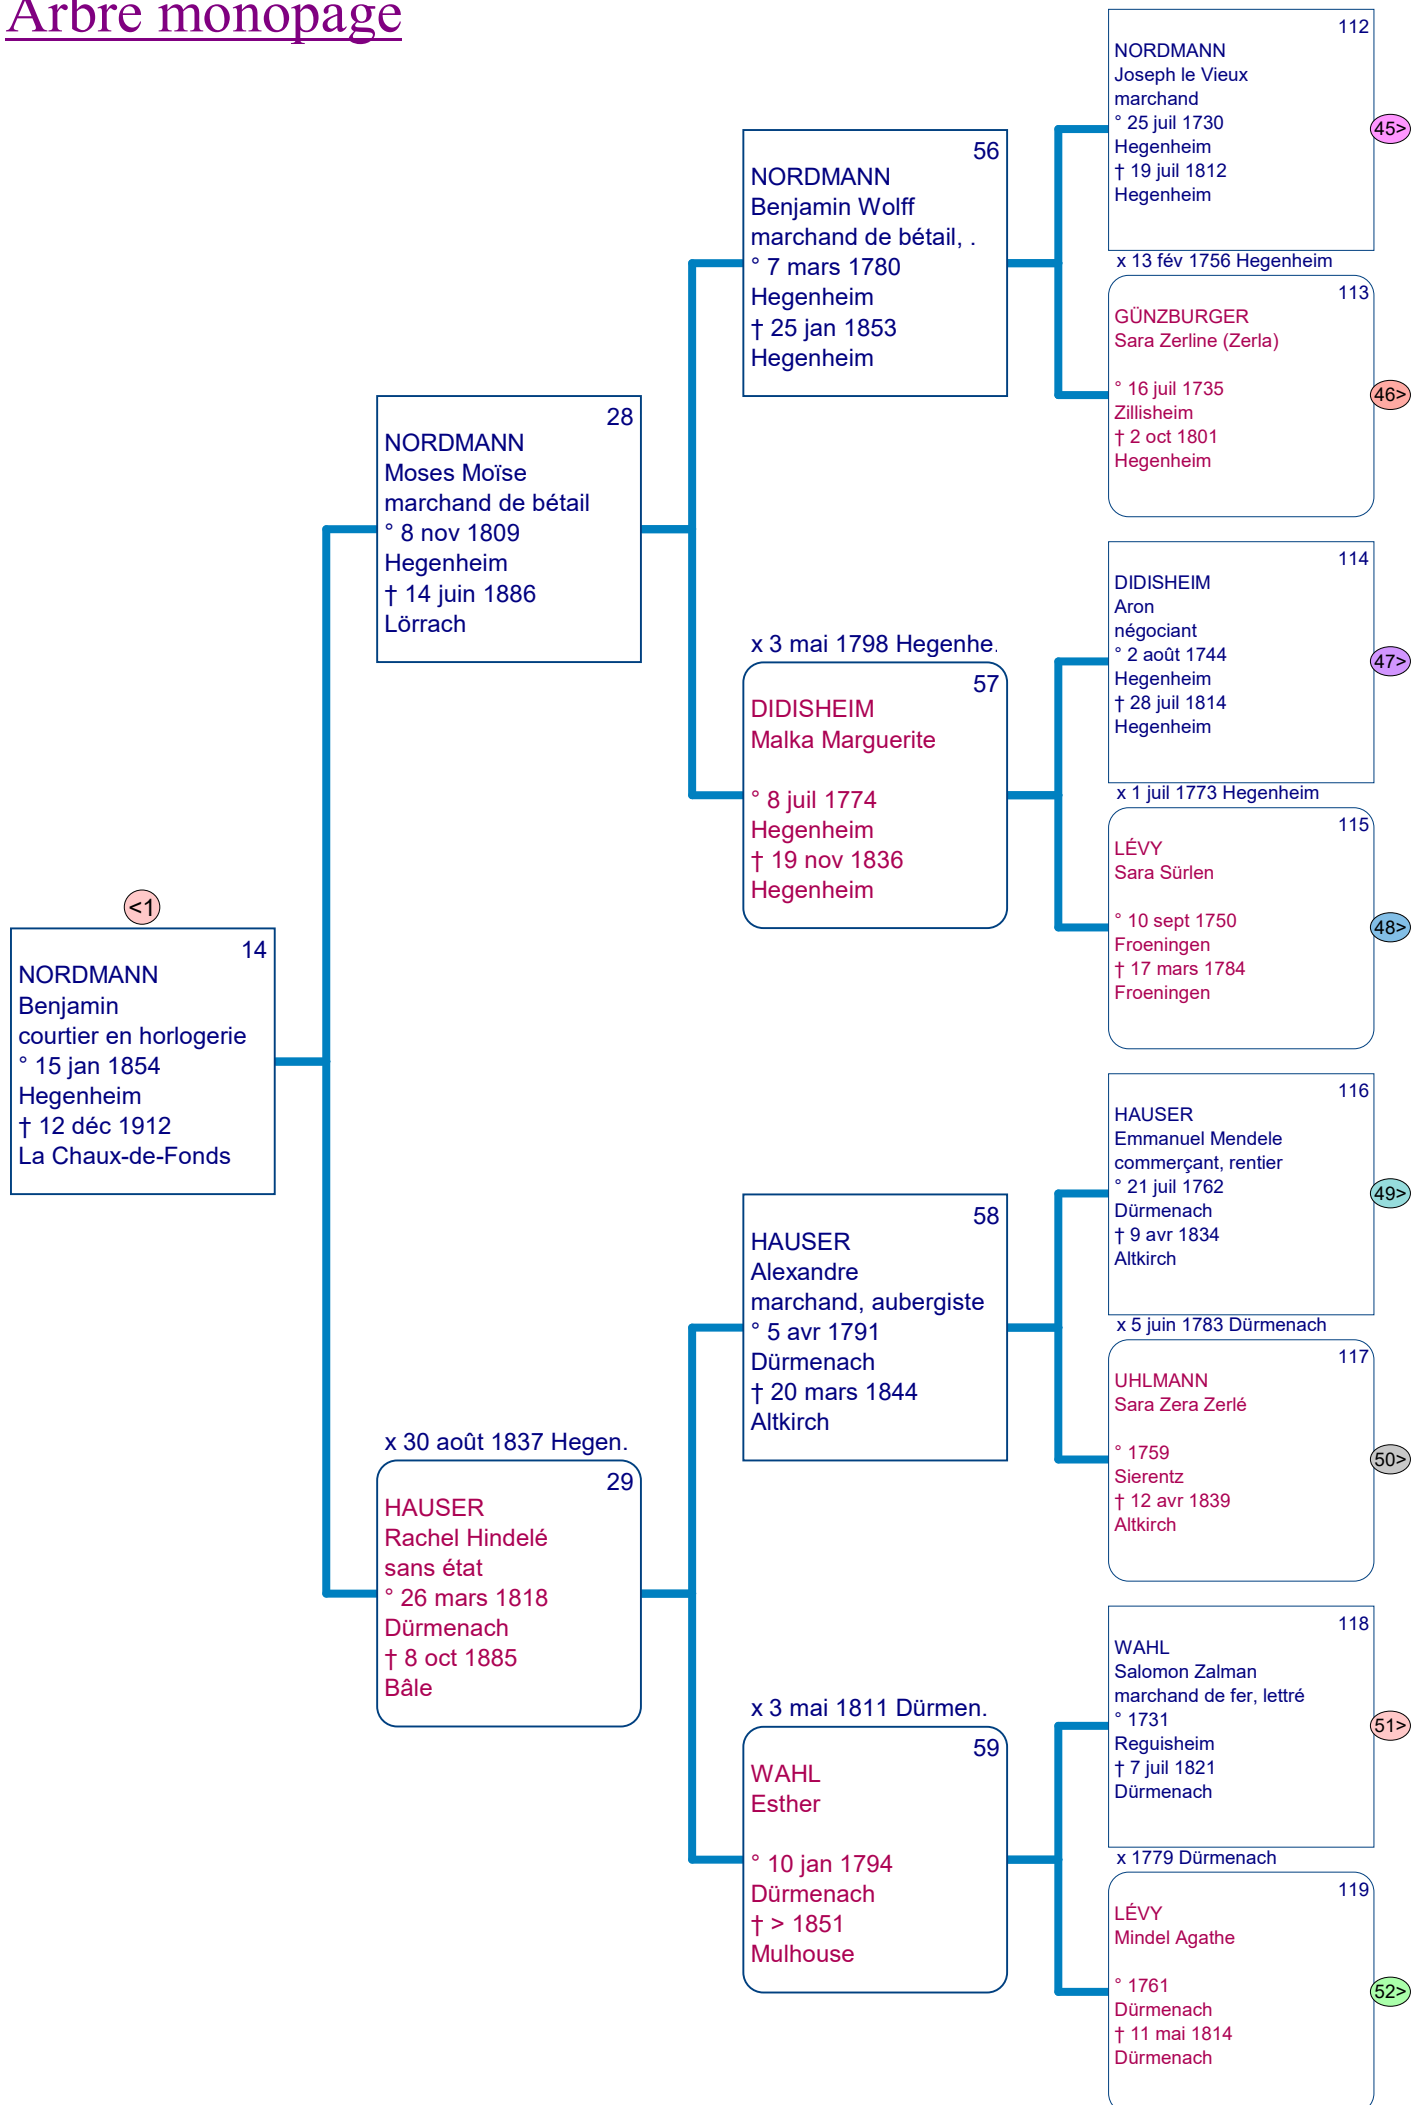 Arbre monopage
<1
14
NORDMANN
Benjamin
courtier en horlogerie
° 15 jan 1854
Hegenheim
† 12 déc 1912
La Chaux-de-Fonds
28
NORDMANN
Moses Moïse
marchand de bétail
° 8 nov 1809
Hegenheim
† 14 juin 1886
Lörrach
x 30 août 1837 Hegen.
29
HAUSER
Rachel Hindelé
sans état
° 26 mars 1818
Dürmenach
† 8 oct 1885
Bâle
56
NORDMANN
Benjamin Wolff
marchand de bétail, .
° 7 mars 1780
Hegenheim
† 25 jan 1853
Hegenheim
x 3 mai 1798 Hegenhe.
57
DIDISHEIM
Malka Marguerite
° 8 juil 1774
Hegenheim
† 19 nov 1836
Hegenheim
58
HAUSER
Alexandre
marchand, aubergiste
° 5 avr 1791
Dürmenach
† 20 mars 1844
Altkirch
x 3 mai 1811 Dürmen.
59
WAHL
Esther
° 10 jan 1794
Dürmenach
† > 1851
Mulhouse
112
NORDMANN
Joseph le Vieux
marchand
° 25 juil 1730
Hegenheim
† 19 juil 1812
Hegenheim
45>
x 13 fév 1756 Hegenheim
113
GÜNZBURGER
Sara Zerline (Zerla)
° 16 juil 1735
Zillisheim
† 2 oct 1801
Hegenheim
46>
114
DIDISHEIM
Aron
négociant
° 2 août 1744
Hegenheim
† 28 juil 1814
Hegenheim
47>
x 1 juil 1773 Hegenheim
115
LÉVY
Sara Sürlen
° 10 sept 1750
Froeningen
† 17 mars 1784
Froeningen
48>
116
HAUSER
Emmanuel Mendele
commerçant, rentier
° 21 juil 1762
Dürmenach
† 9 avr 1834
Altkirch
49>
x 5 juin 1783 Dürmenach
117
UHLMANN
Sara Zera Zerlé
° 1759
Sierentz
† 12 avr 1839
Altkirch
50>
118
WAHL
Salomon Zalman
marchand de fer, lettré
° 1731
Reguisheim
† 7 juil 1821
Dürmenach
51>
x 1779 Dürmenach
119
LÉVY
Mindel Agathe
° 1761
Dürmenach
† 11 mai 1814
Dürmenach
52>